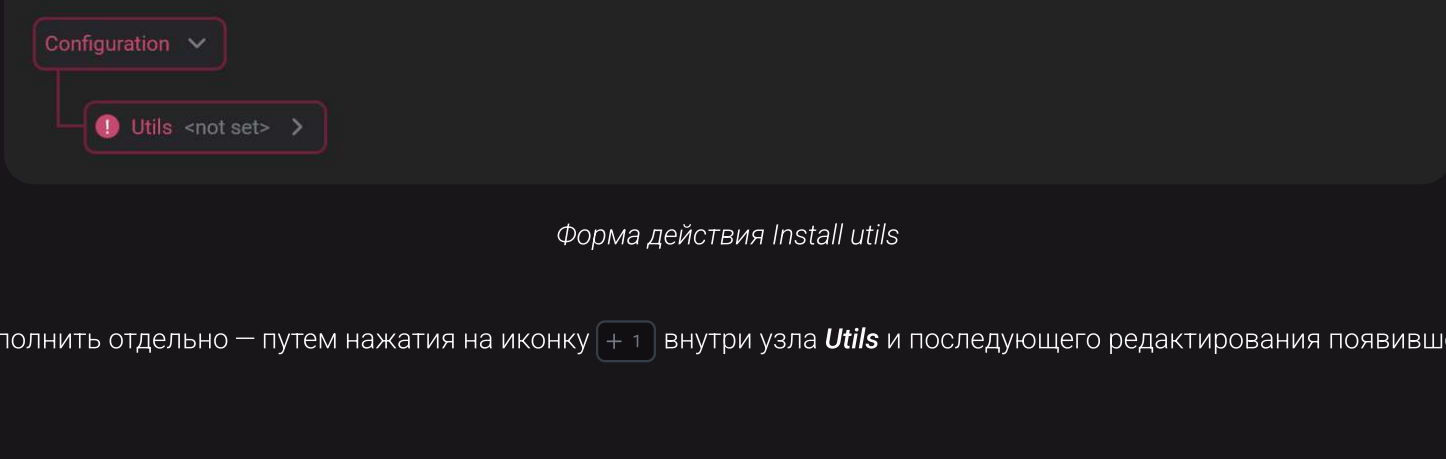 Configuration
! Utils <not set>
Форма действия Install utils
полнить отдельно — путем нажатия на иконку + 1 внутри узла Utils и последующего редактирования